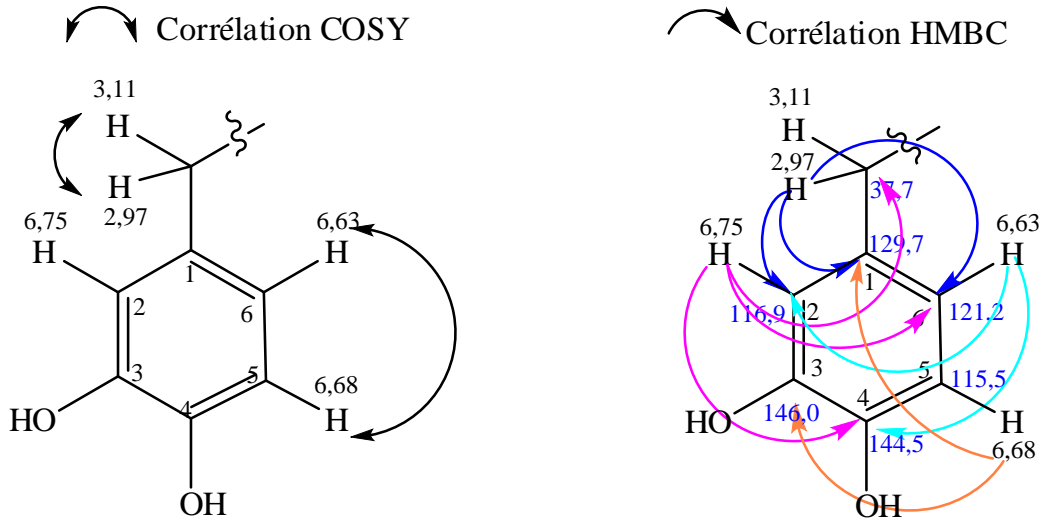 Corrélation COSY
3,11
H
H
2,97
6,75
H
6,63
H
1
2
6
3
5
4
6,68
H
HO
OH
Corrélation HMBC
3,11
H
2,97
H
37,7
6,75
H
6,63
H
129,7
1
116,9
2
6
121,2
3
5
115,5
4
146,0
HO
H
144,5
6,68
OH